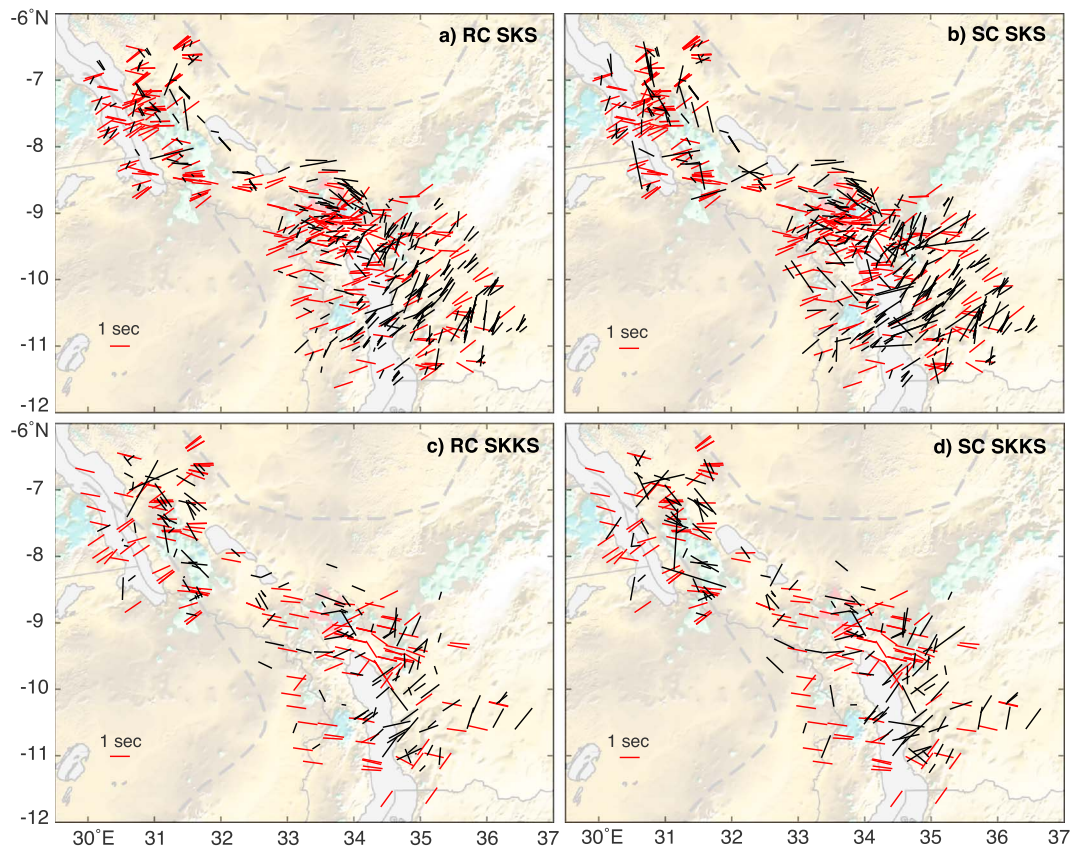 -6°N
a) RC SKS
b) SC SKS
-7
-8
-9
-10
1 sec
1 sec
-11
-12
-6°N
c) RC SKKS
d) SC SKKS
-7
-8
-9
-10
1 sec
1 sec
-11
-12
30°E 31 32 33 34 35 36 37 30°E 31 32 33 34 35 36 37